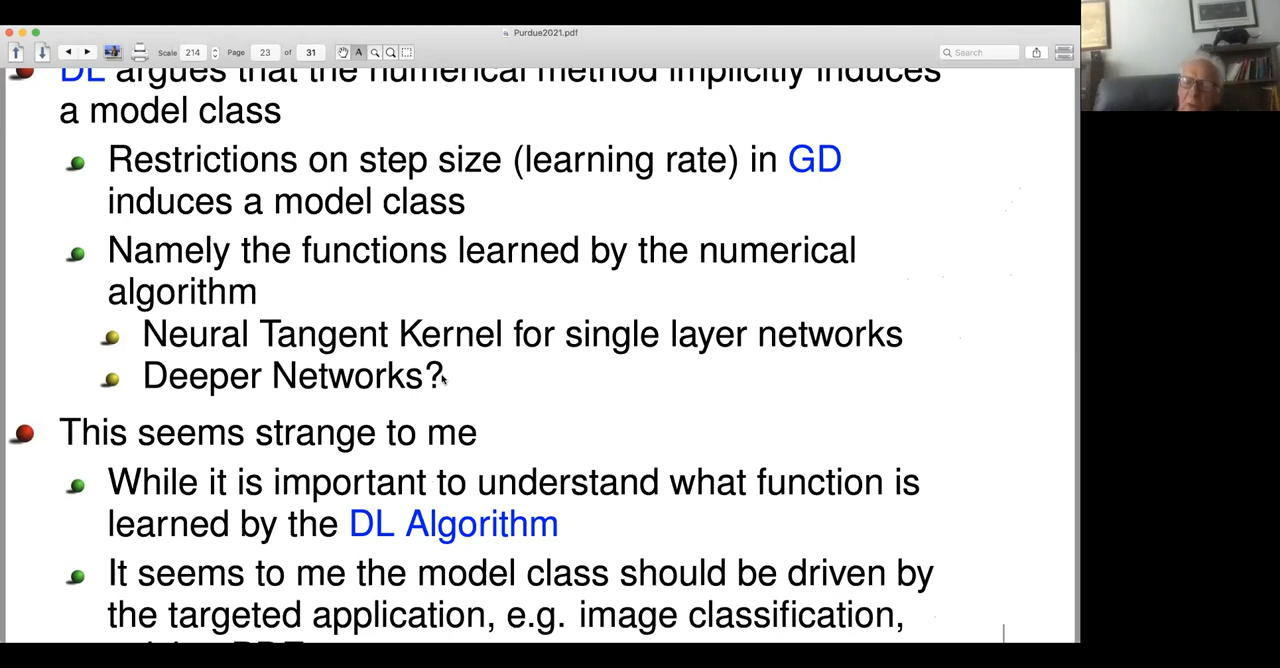 Purdue2021.pdf
Scale 214 Page 23 of 31 Search
DL argues that the numerical method implicitly induces
a model class
Restrictions on step size (learning rate) in GD
induces a model class
Namely the functions learned by the numerical
algorithm
Neural Tangent Kernel for single layer networks
Deeper Networks?
This seems strange to me
While it is important to understand what function is
learned by the DL Algorithm
It seems to me the model class should be driven by
the targeted application, e.g. image classification,